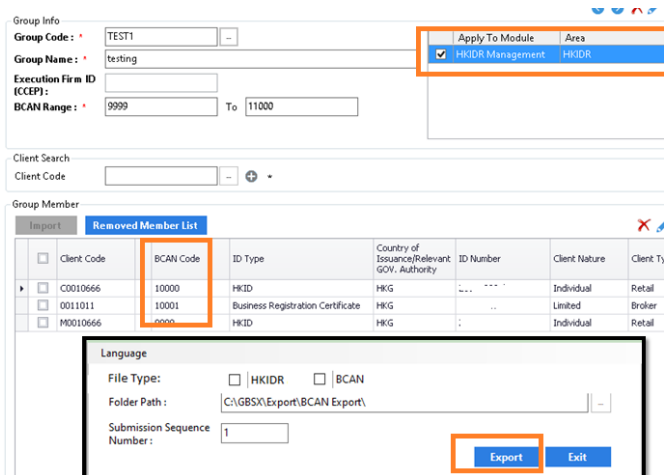 Group Info
Group Code : * TEST1 ...
Group Name : * testing
Execution Firm ID
(CCEP) :
BCAN Range : * 9999 To 11000
Apply To Module Area
HKIDR Management HKIDR
Client Search
Client Code ...
Group Member
Import Removed Member List
Client Code BCAN Code ID Type Country of Issuance/Relevant GOV. Authority ID Number Client Nature Client Ty
C0010666 10000 HKID HKG Individual Retail
0011011 10001 Business Registration Certificate HKG Limited Broker
M0010666 9999 HKID HKG Individual Retail
Language
File Type: HKIDR BCAN
Folder Path : C:\GBSX\Export\BCAN Export\ ...
Submission Sequence
Number : 1
Export Exit